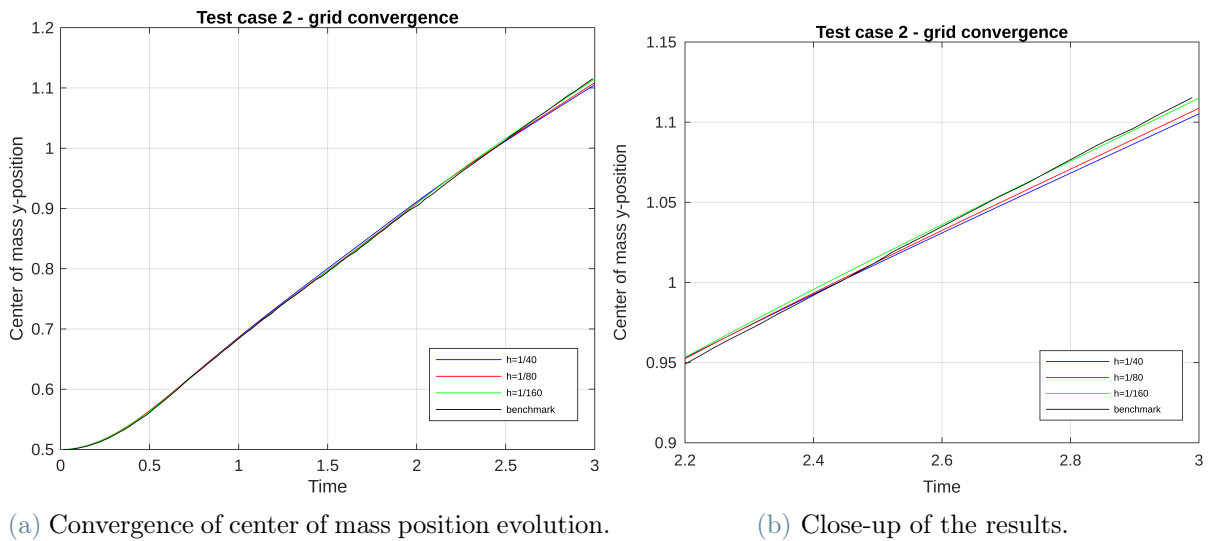 Test case 2 - grid convergence
1.2
1.1
1
0.9
0.8
0.7
0.6
0.5
Center of mass y-position
0 0.5 1 1.5 2 2.5 3
Time
h=1/40
h=1/80
h=1/160
benchmark
(a) Convergence of center of mass position evolution.
Test case 2 - grid convergence
1.15
1.1
1.05
1
0.95
0.9
Center of mass y-position
2.2 2.4 2.6 2.8 3
Time
h=1/40
h=1/80
h=1/160
benchmark
(b) Close-up of the results.